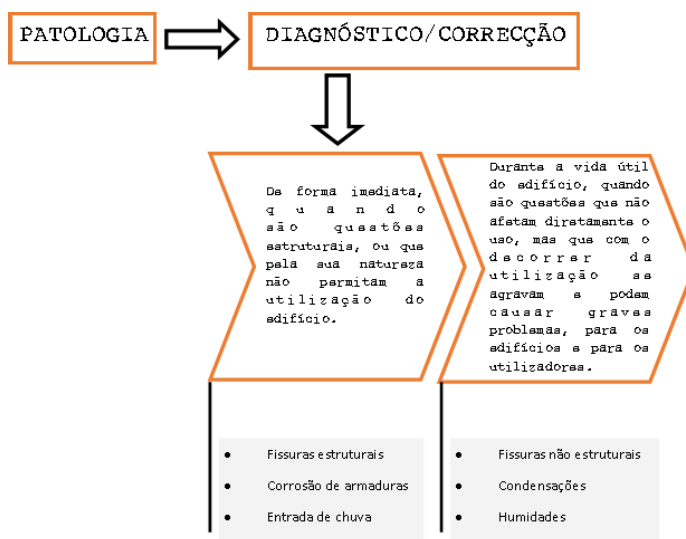 PATOLOGIA
DIAGNÓSTICO/CORRECÇÃO
De forma imediata,
quando
são questões
estruturais, ou que
pela sua natureza
não permitam a
utilização do
edifício.
Durante a vida útil
do edifício, quando
são questões que não
afetam diretamente o
uso, mas que com o
decorrer da
utilização se
agravam e podem
causar graves
problemas, para os
edifícios e para os
utilizadores.
• Fissuras estruturais
• Corrosão de armaduras
• Entrada de chuva
• Fissuras não estruturais
• Condensações
• Humidades